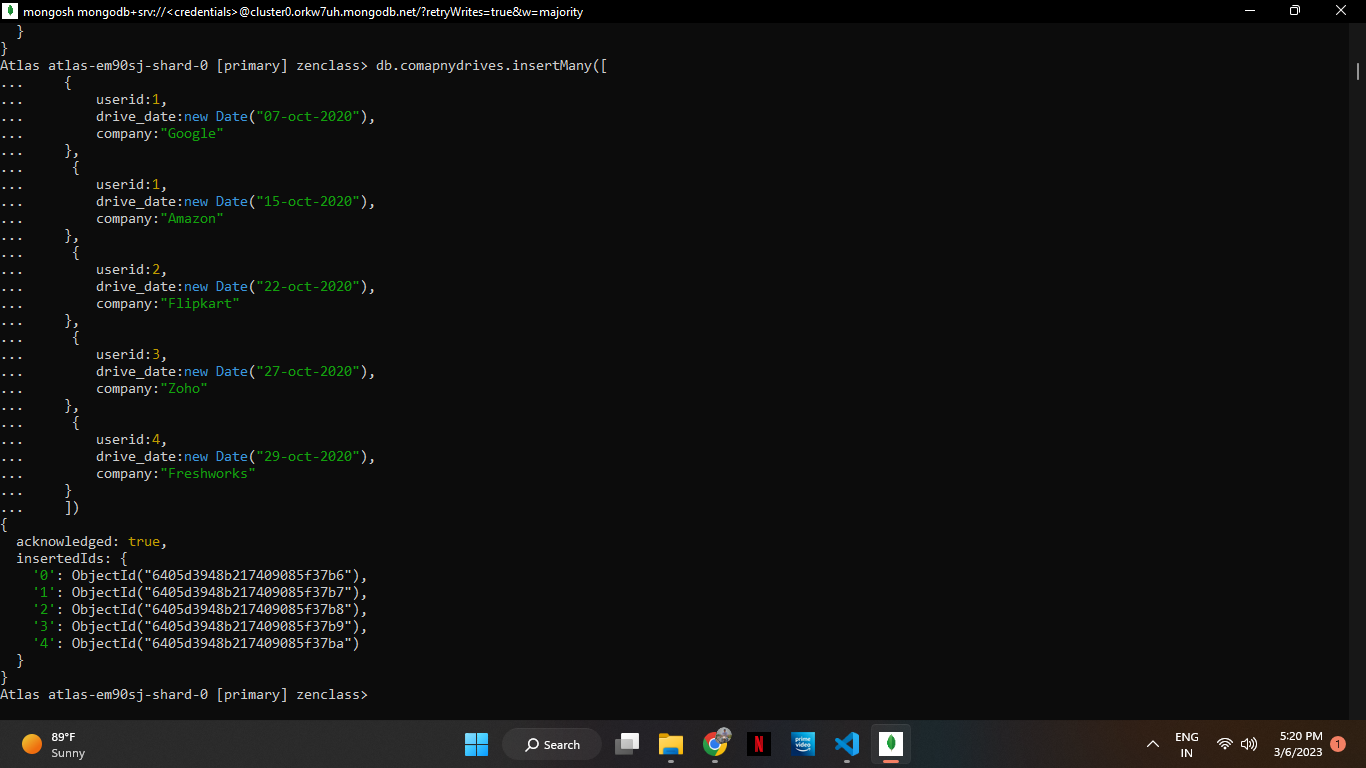 mongosh mongodb+srv://<credentials>@cluster0.orkw7uh.mongodb.net/?retryWrites=true&w=majority
  }
}
Atlas atlas-em90sj-shard-0 [primary] zenclass> db.comapnydrives.insertMany([
...     {
...         userid:1,
...         drive_date:new Date("07-oct-2020"),
...         company:"Google"
...     },
...      {
...         userid:1,
...         drive_date:new Date("15-oct-2020"),
...         company:"Amazon"
...     },
...      {
...         userid:2,
...         drive_date:new Date("22-oct-2020"),
...         company:"Flipkart"
...     },
...      {
...         userid:3,
...         drive_date:new Date("27-oct-2020"),
...         company:"Zoho"
...     },
...      {
...         userid:4,
...         drive_date:new Date("29-oct-2020"),
...         company:"Freshworks"
...     }
...     ])
{
  acknowledged: true,
  insertedIds: {
    '0': ObjectId("6405d3948b217409085f37b6"),
    '1': ObjectId("6405d3948b217409085f37b7"),
    '2': ObjectId("6405d3948b217409085f37b8"),
    '3': ObjectId("6405d3948b217409085f37b9"),
    '4': ObjectId("6405d3948b217409085f37ba")
  }
}
Atlas atlas-em90sj-shard-0 [primary] zenclass>
89°F
Sunny
Search
N
prime video
ENG
IN
5:20 PM
3/6/2023
1